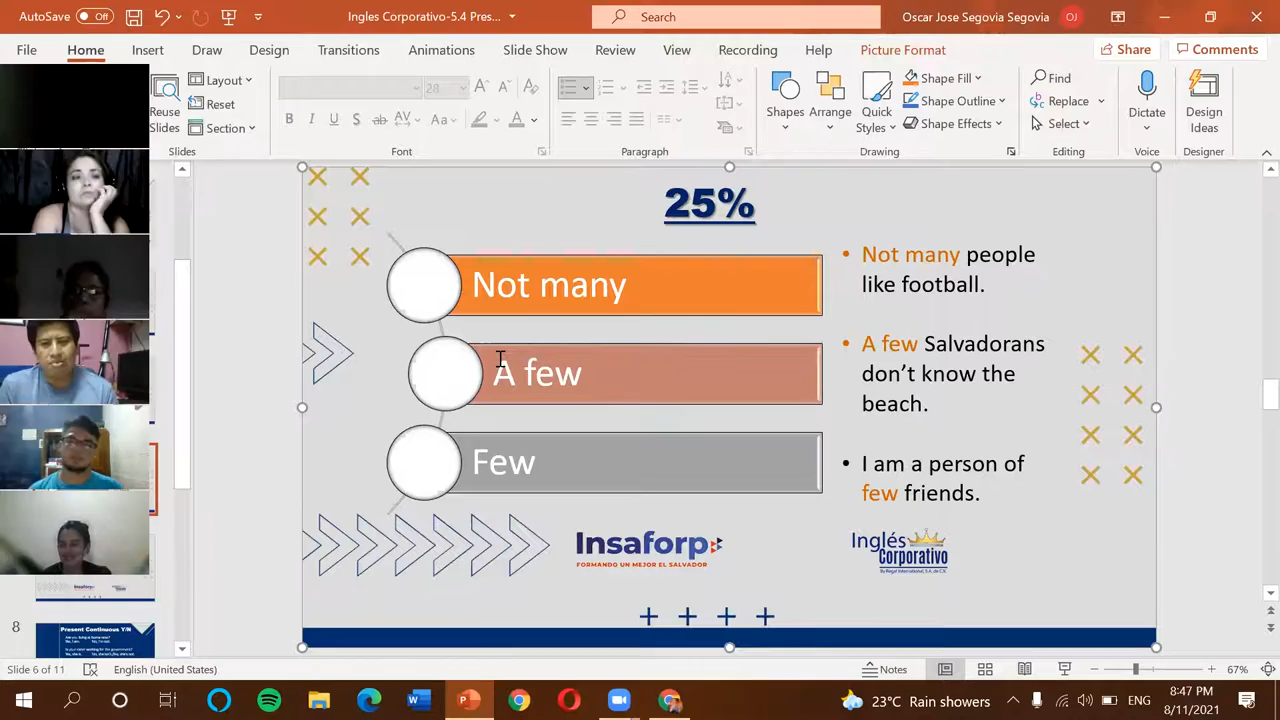 AutoSave Off
Ingles Corporativo-5.4 Pres...
Search
Oscar Jose Segovia Segovia OJ
File Home Insert Draw Design Transitions Animations Slide Show Review View Recording Help Picture Format Share Comments
Reuse Slides
Layout
Reset
Section
Slides
Font
Paragraph
Shapes
Arrange
Quick Styles
Shape Fill
Shape Outline
Shape Effects
Drawing
Find
Replace
Select
Editing
Dictate
Voice
Design Ideas
Designer
25%
Not many
A few
Few
Not many people
like football.
A few Salvadorans
don't know the
beach.
I am a person of
few friends.
Insaforp
FORMANDO UN MEJOR EL SALVADOR
Inglés
Corporativo
By Regal International, S.A. de C.V.
8
Present Continuous Y/N
Slide 6 of 11 English (United States) Notes 67%
23°C Rain showers ENG 8:47 PM
8/11/2021